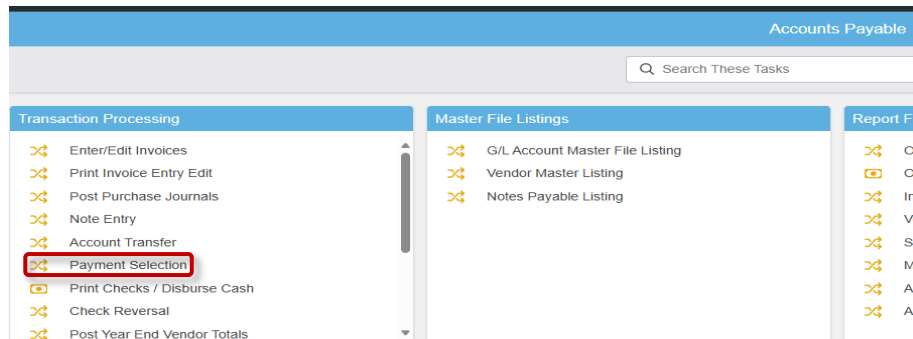 Accounts Payable
Search These Tasks
Transaction Processing
Enter/Edit Invoices
Print Invoice Entry Edit
Post Purchase Journals
Note Entry
Account Transfer
Payment Selection
Print Checks / Disburse Cash
Check Reversal
Post Year End Vendor Totals
Master File Listings
G/L Account Master File Listing
Vendor Master Listing
Notes Payable Listing
Report F